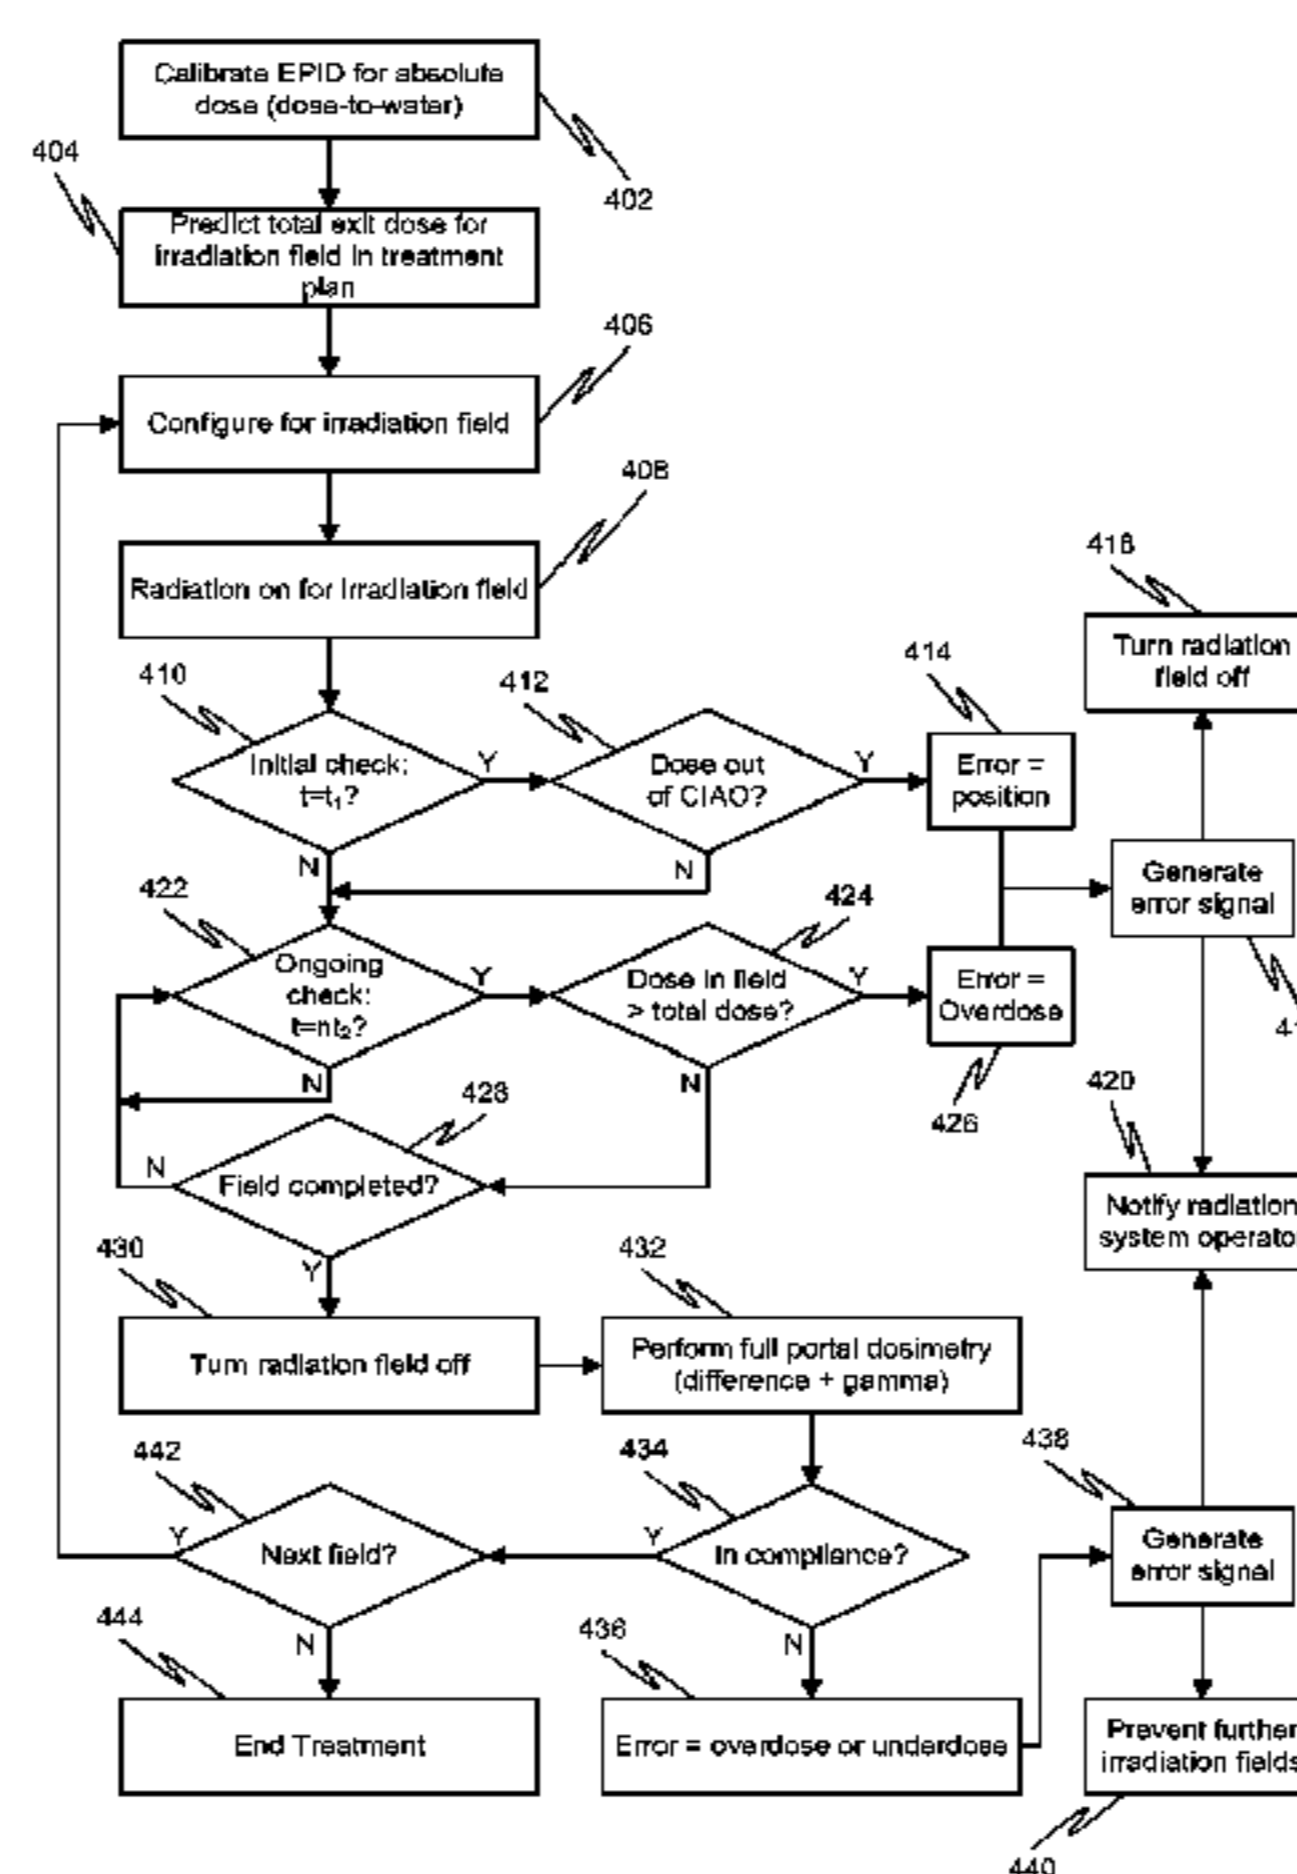 Calibrate EPID for absolute
dose (dose-to-water)
402
404
Predict total exit dose for
irradiation field in treatment
plan
406
Configure for irradiation field
408
Radiation on for irradiation field
410
Initial check:
t=t₁?
Y
N
412
Dose out
of CIAO?
Y
N
414
Error =
position
416
Turn radiation
field off
Generate
error signal
422
Ongoing
check:
t=nt₂?
Y
N
424
Dose in field
> total dose?
Y
N
Error =
Overdose
426
420
Notify radiation
system operator
428
Field completed?
N
Y
430
Turn radiation field off
432
Perform full portal dosimetry
(difference + gamma)
434
In compliance?
Y
N
442
Next field?
Y
N
444
End Treatment
436
Error = overdose or underdose
438
Generate
error signal
Prevent further
irradiation fields
440